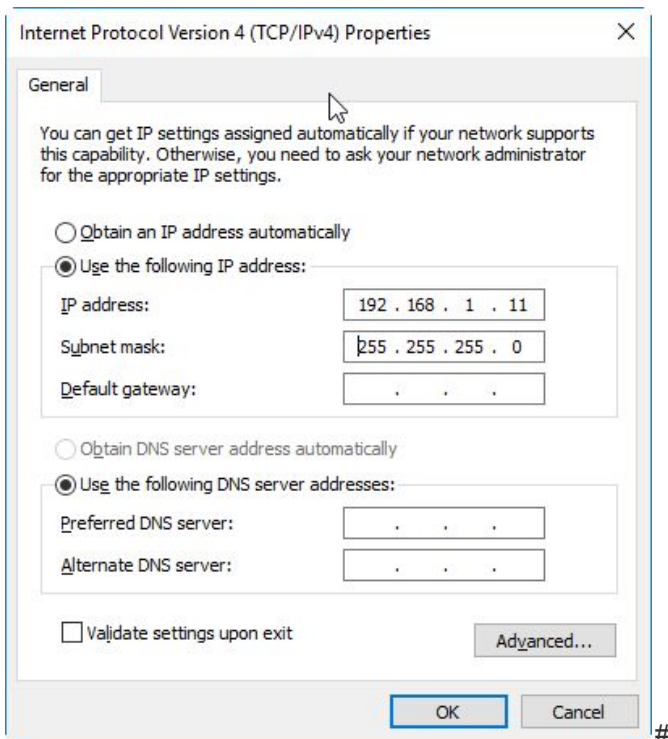 Internet Protocol Version 4 (TCP/IPv4) Properties
General
You can get IP settings assigned automatically if your network supports
this capability. Otherwise, you need to ask your network administrator
for the appropriate IP settings.
Obtain an IP address automatically
Use the following IP address:
IP address: 192 . 168 . 1 . 11
Subnet mask: 255 . 255 . 255 . 0
Default gateway: . . .
Obtain DNS server address automatically
Use the following DNS server addresses:
Preferred DNS server: . . .
Alternate DNS server: . . .
Validate settings upon exit
Advanced...
OK Cancel
#